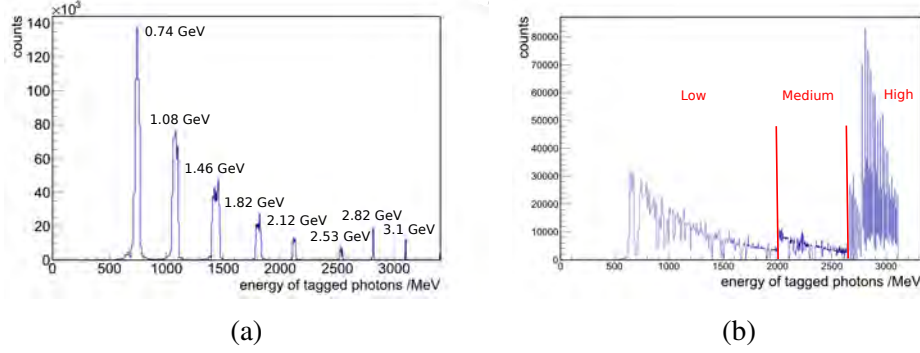 ×10³
counts
140
120
100
80
60
40
20
0
0.74 GeV
1.08 GeV
1.46 GeV
1.82 GeV
2.12 GeV
2.53 GeV
2.82 GeV
3.1 GeV
0 500 1000 1500 2000 2500 3000
energy of tagged photons /MeV
(a)
counts
80000
70000
60000
50000
40000
30000
20000
10000
0
Low
Medium
High
0 500 1000 1500 2000 2500 3000
energy of tagged photons /MeV
(b)